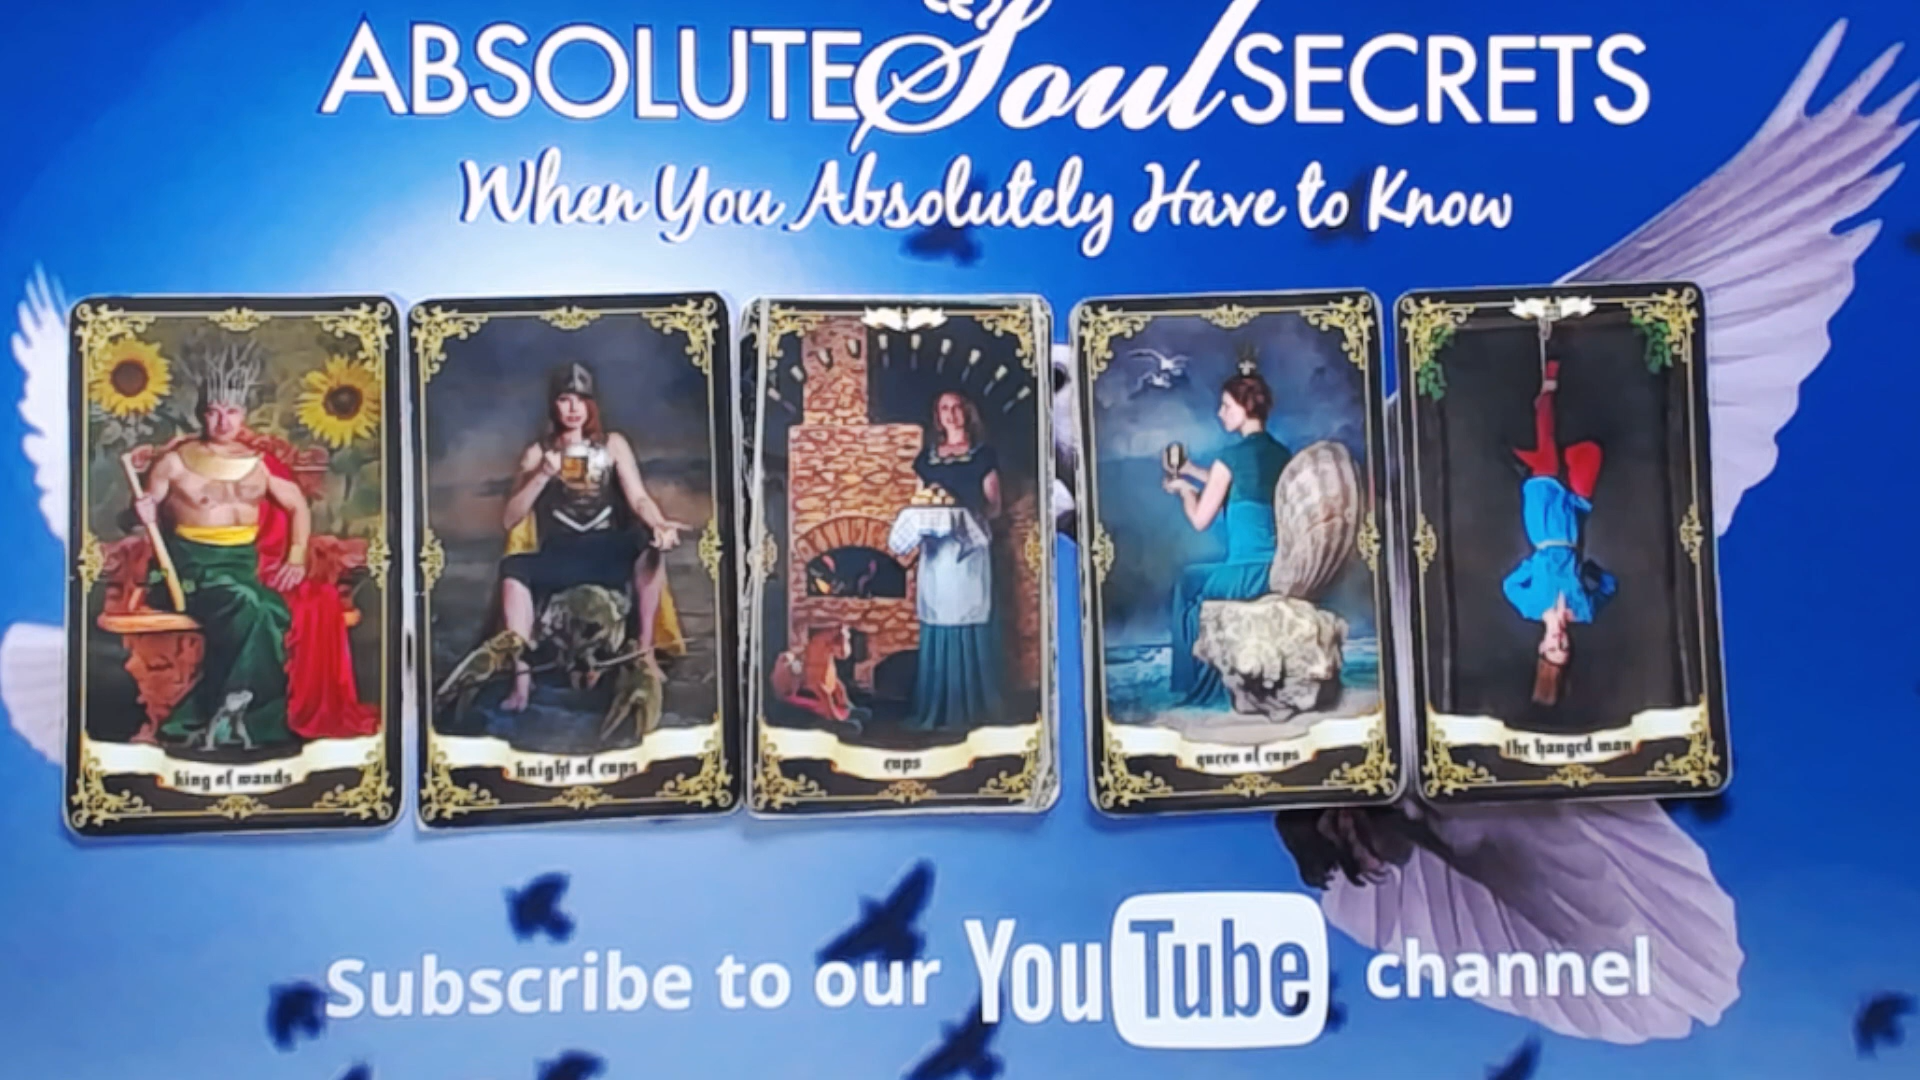 ABSOLUTE Soul SECRETS
When You Absolutely Have to Know
king of wands
knight of cups
cups
queen of cups
the hanged man
Subscribe to our YouTube channel